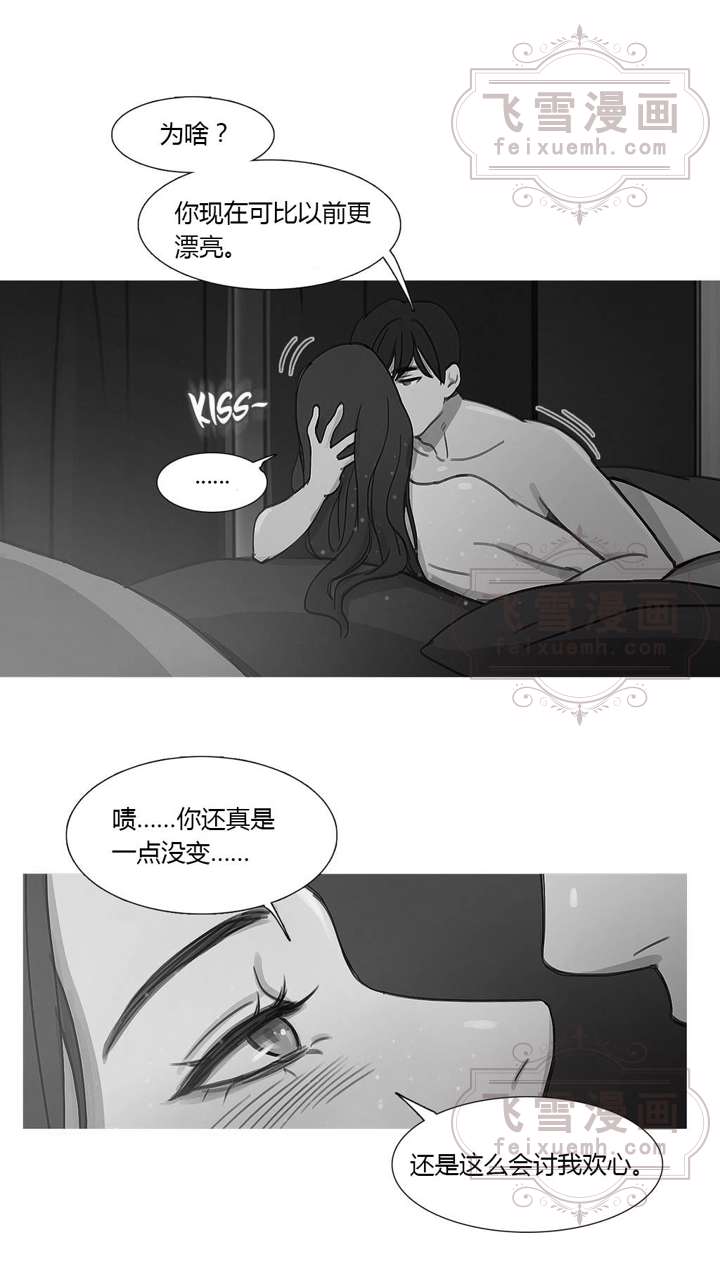 飞雪漫画
feixuemh.com
为啥？
你现在可比以前更
漂亮。
KISS~
……
飞雪漫画
feixuemh.com
啧……你还真是
一点没变……
飞雪漫画
feixuemh.com
还是这么会讨我欢心。